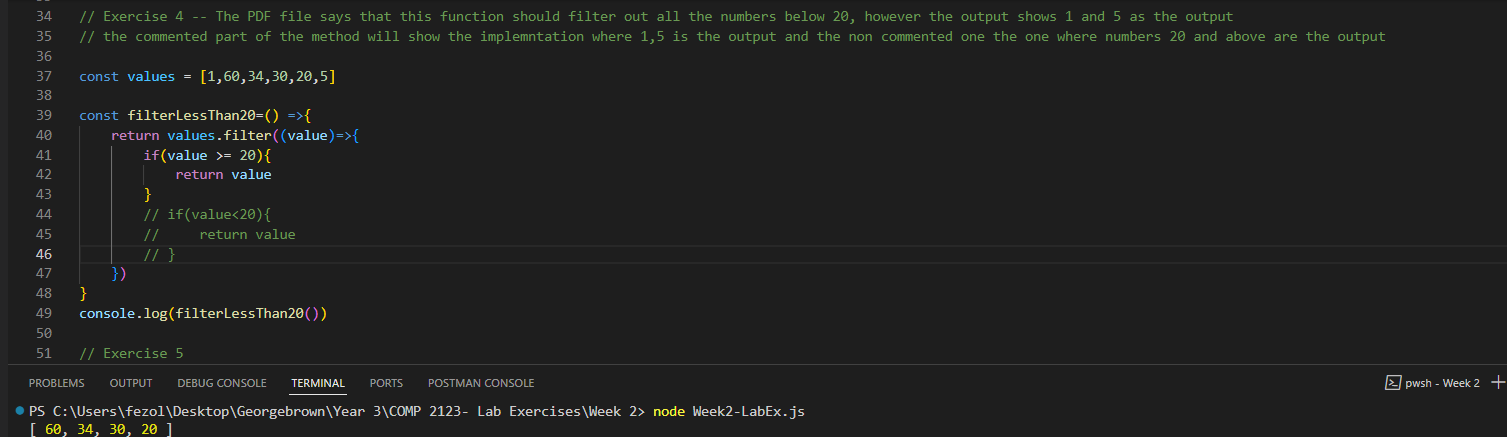 34 // Exercise 4 -- The PDF file says that this function should filter out all the numbers below 20, however the output shows 1 and 5 as the output
35 // the commented part of the method will show the implemntation where 1,5 is the output and the non commented one the one where numbers 20 and above are the output
36
37 const values = [1,60,34,30,20,5]
38
39 const filterLessThan20=() =>{
40     return values.filter((value)=>{
41         if(value >= 20){
42             return value
43         }
44         // if(value<20){
45         //     return value
46         // }
47     })
48 }
49 console.log(filterLessThan20())
50
51 // Exercise 5
PROBLEMS OUTPUT DEBUG CONSOLE TERMINAL PORTS POSTMAN CONSOLE pwsh - Week 2
PS C:\Users\fezol\Desktop\Georgebrown\Year 3\COMP 2123- Lab Exercises\Week 2> node Week2-LabEx.js
[ 60, 34, 30, 20 ]